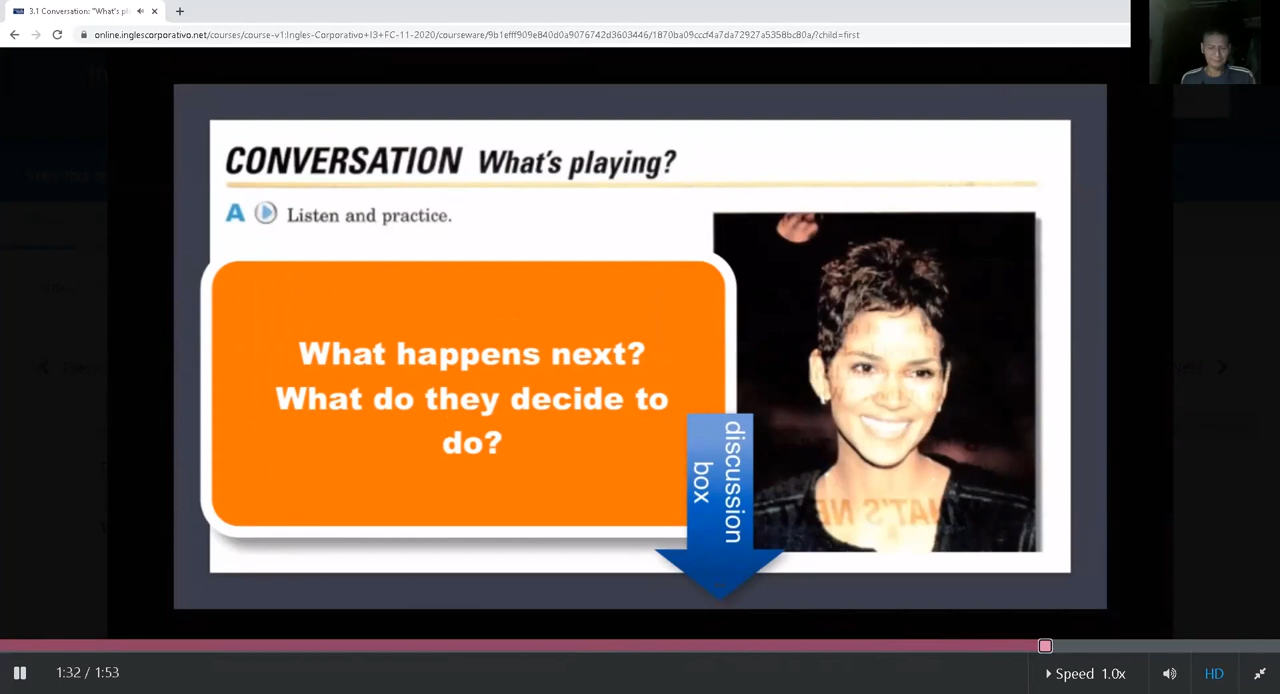 3.1 Conversation: "What's pl
online.inglescorporativo.net/courses/course-v1:Ingles-Corporativo+I3+FC-11-2020/courseware/9b1efff909e840d0a9076742d3603446/1870ba09cccf4a7da72927a5358bc80a/?child=first
CONVERSATION What's playing?
A Listen and practice.
What happens next?
What do they decide to
do?
discussion
box
1:32 / 1:53
Speed 1.0x
HD